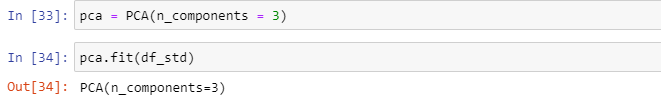 In [33]: pca = PCA(n_components = 3)
In [34]: pca.fit(df_std)
Out[34]: PCA(n_components=3)